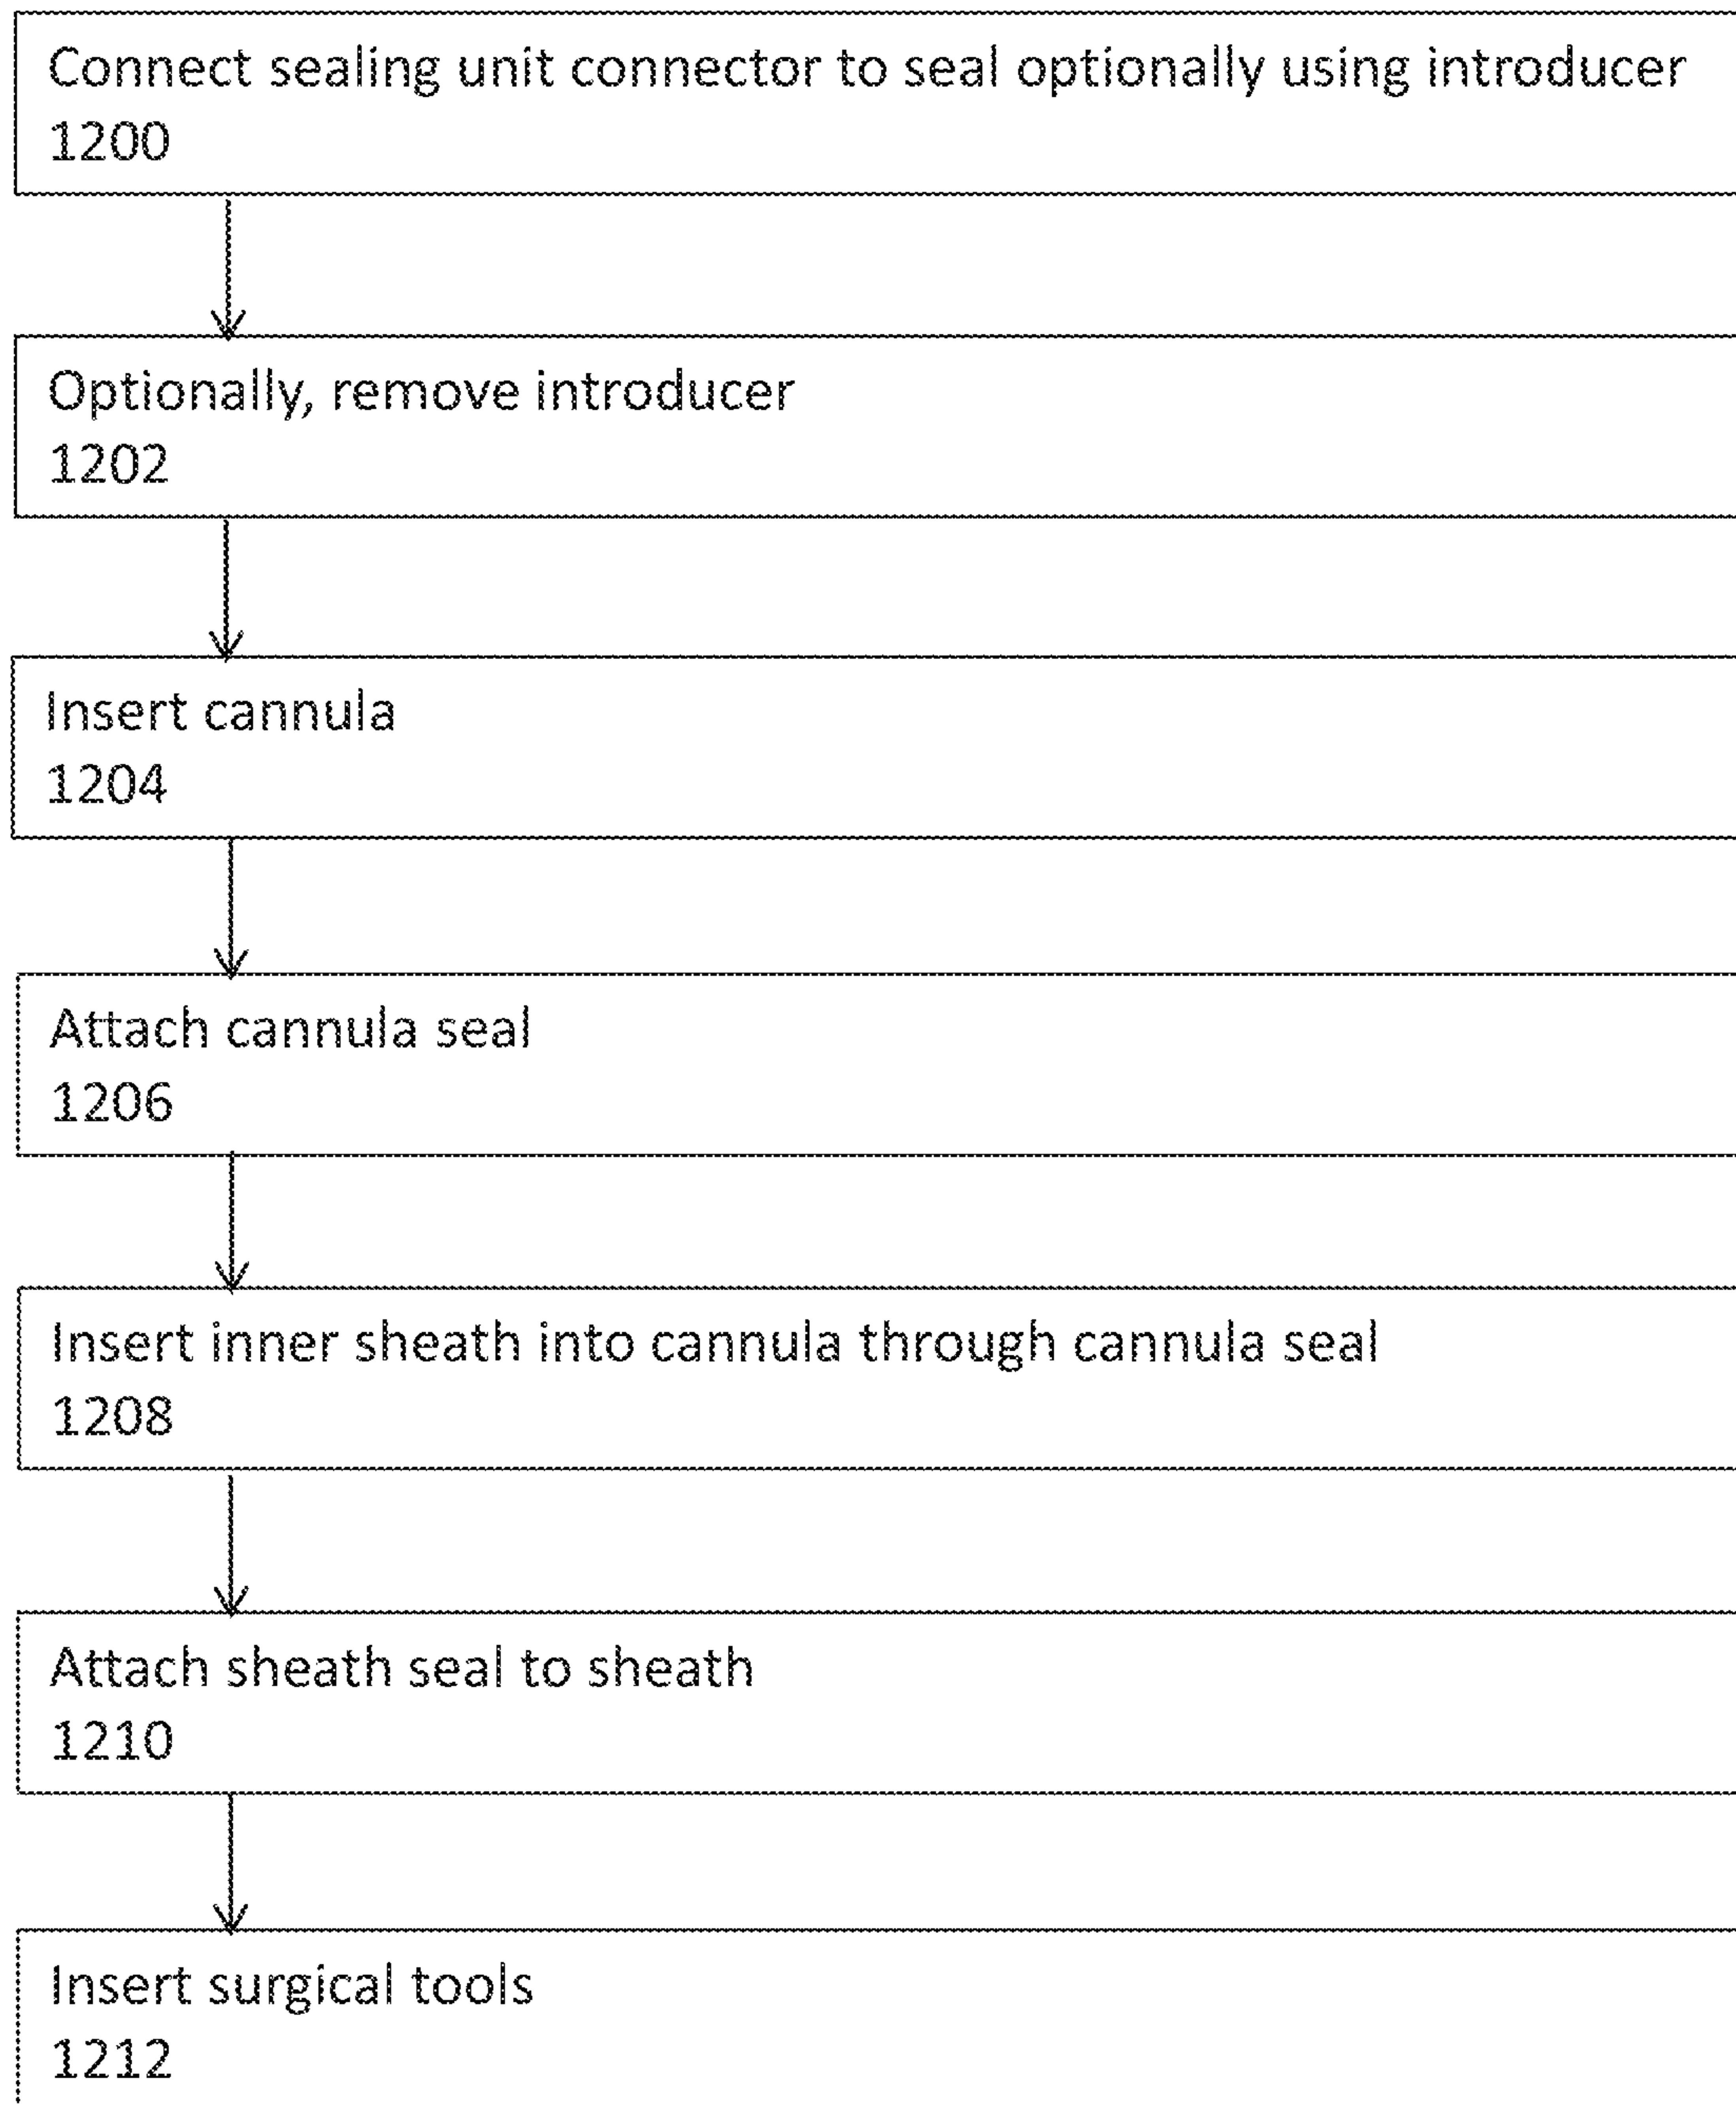 Connect sealing unit connector to seal optionally using introducer
1200
Optionally, remove introducer
1202
Insert cannula
1204
Attach cannula seal
1206
Insert inner sheath into cannula through cannula seal
1208
Attach sheath seal to sheath
1210
Insert surgical tools
1212